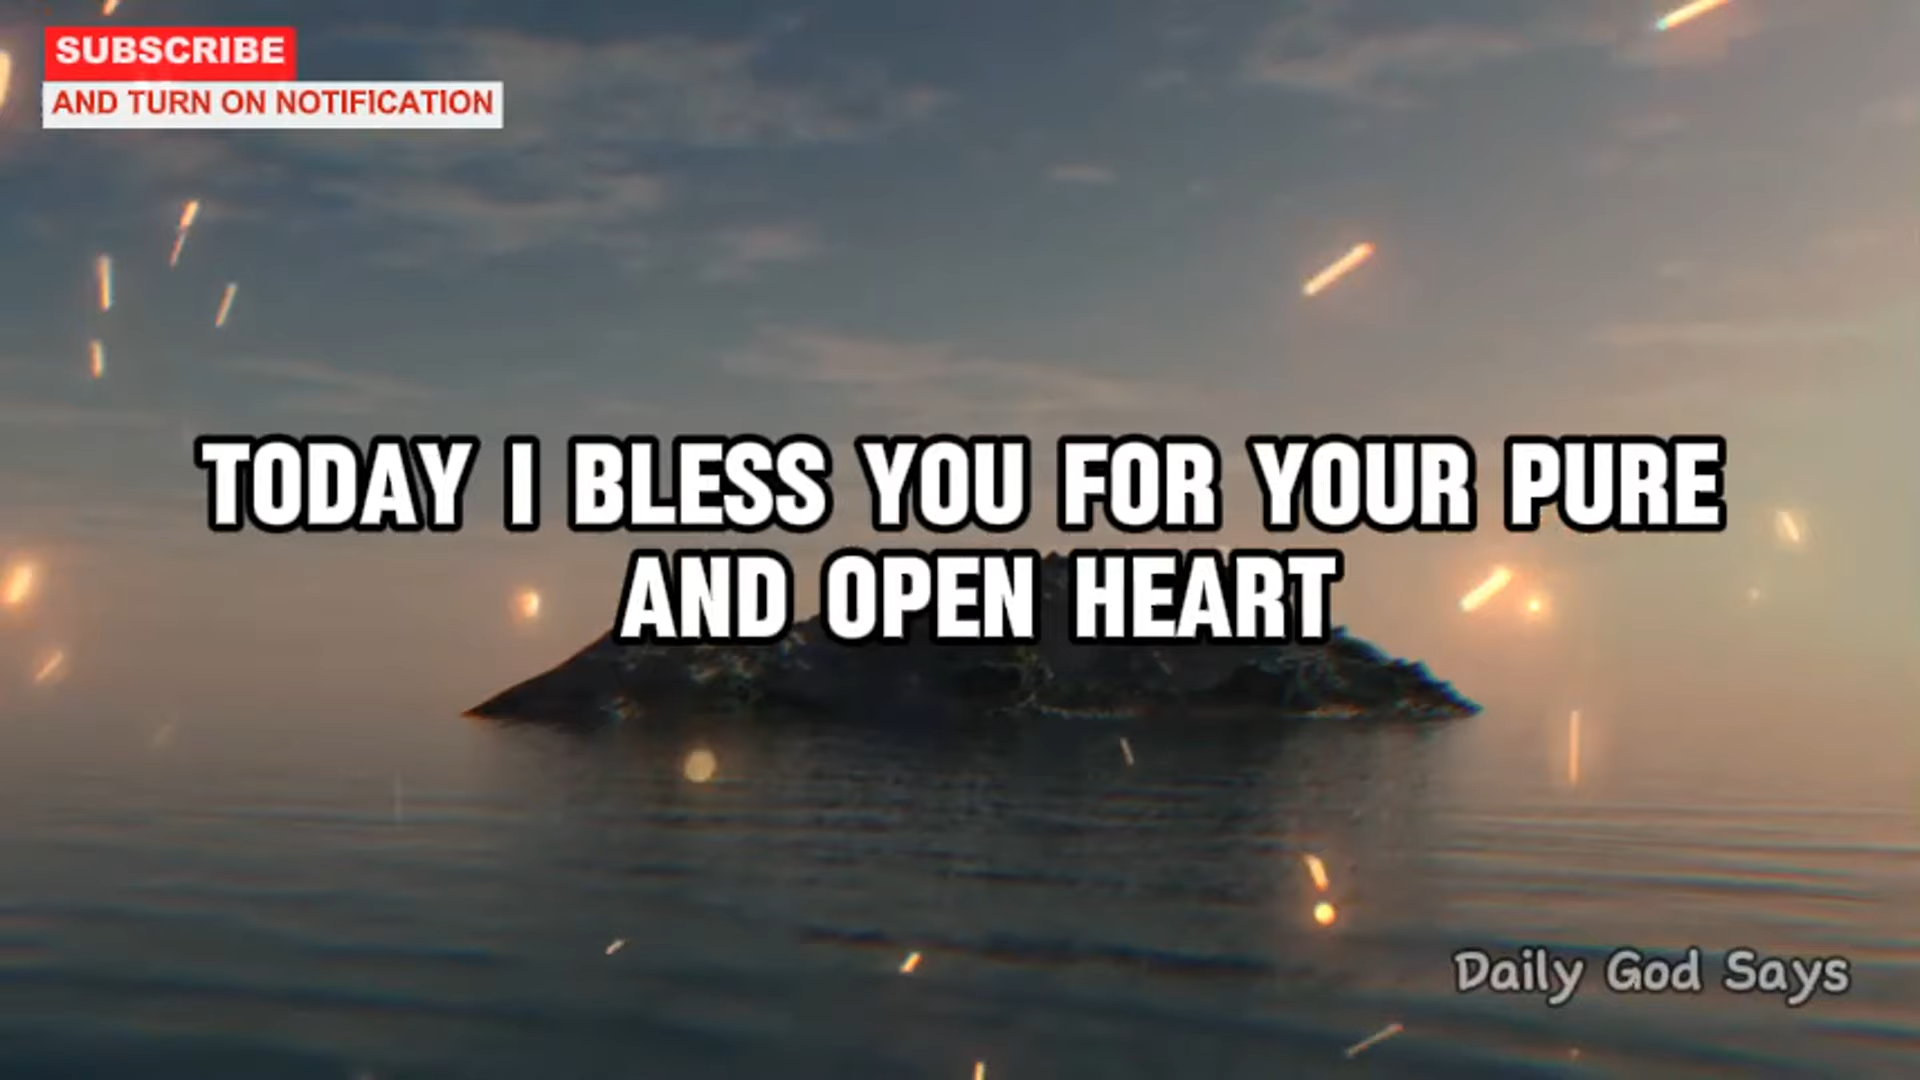 SUBSCRIBE
AND TURN ON NOTIFICATION
TODAY I BLESS YOU FOR YOUR PURE
AND OPEN HEART
Daily God Says